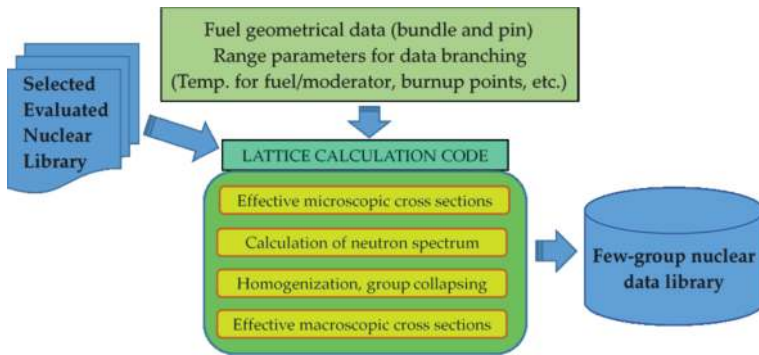 Fuel geometrical data (bundle and pin)
Range parameters for data branching
(Temp. for fuel/moderator, burnup points, etc.)
Selected
Evaluated
Nuclear
Library
LATTICE CALCULATION CODE
Effective microscopic cross sections
Calculation of neutron spectrum
Homogenization, group collapsing
Effective macroscopic cross sections
Few-group nuclear
data library